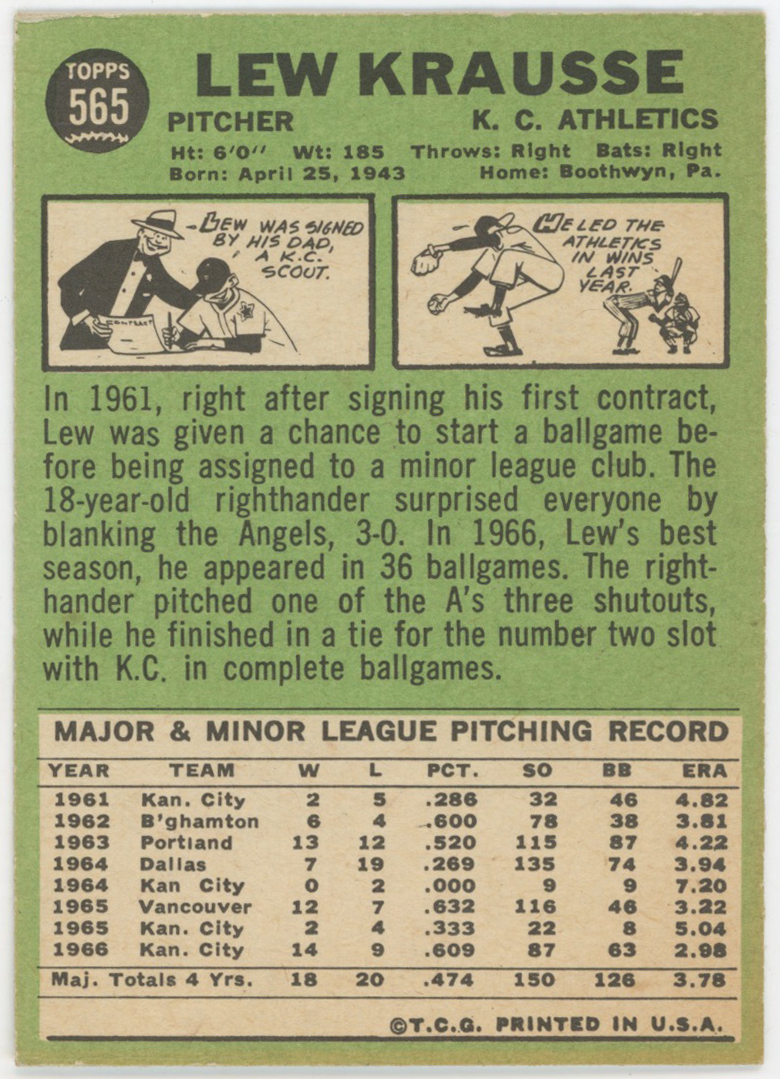 TOPPS
565
LEW KRAUSSE
PITCHER K. C. ATHLETICS
Ht: 6'0" Wt: 185 Throws: Right Bats: Right
Born: April 25, 1943 Home: Boothwyn, Pa.
LEW WAS SIGNED
BY HIS DAD,
A K.C.
SCOUT.
CONTRACT
HE LED THE
ATHLETICS
IN WINS
LAST
YEAR.
In 1961, right after signing his first contract,
Lew was given a chance to start a ballgame be-
fore being assigned to a minor league club. The
18-year-old righthander surprised everyone by
blanking the Angels, 3-0. In 1966, Lew's best
season, he appeared in 36 ballgames. The right-
hander pitched one of the A's three shutouts,
while he finished in a tie for the number two slot
with K.C. in complete ballgames.
MAJOR & MINOR LEAGUE PITCHING RECORD
YEAR TEAM W L PCT. SO BB ERA
1961 Kan. City 2 5 .286 32 46 4.82
1962 B'ghamton 6 4 .600 78 38 3.81
1963 Portland 13 12 .520 115 87 4.22
1964 Dallas 7 19 .269 135 74 3.94
1964 Kan City 0 2 .000 9 9 7.20
1965 Vancouver 12 7 .632 116 46 3.22
1965 Kan. City 2 4 .333 22 8 5.04
1966 Kan. City 14 9 .609 87 63 2.98
Maj. Totals 4 Yrs. 18 20 .474 150 126 3.78
©T.C.G. PRINTED IN U.S.A.